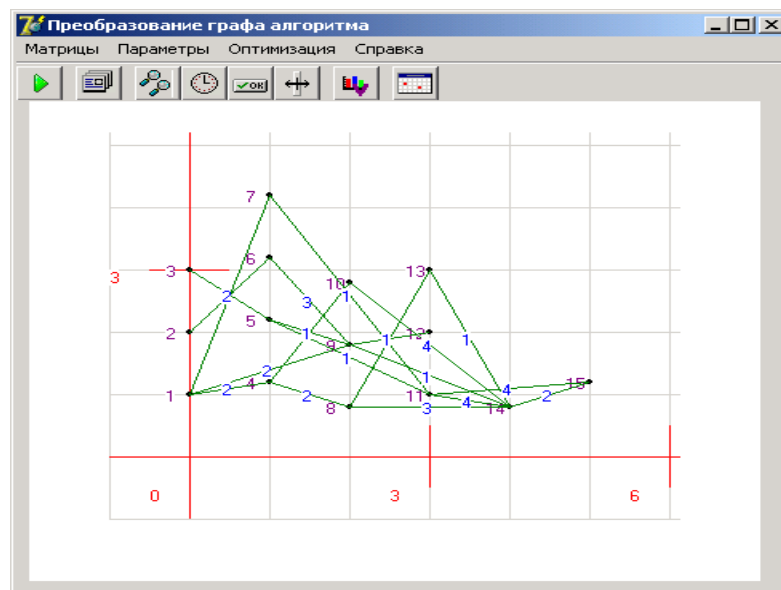 Преобразование графа алгоритма
Матрицы Параметры Оптимизация Справка
OK
7
6
3 3 2 10 1 13
3
5 1
2 9 1 12 1
1 4
2 1
1 2 4 11 4 15
2 8 3 4 14 2
0 3 6